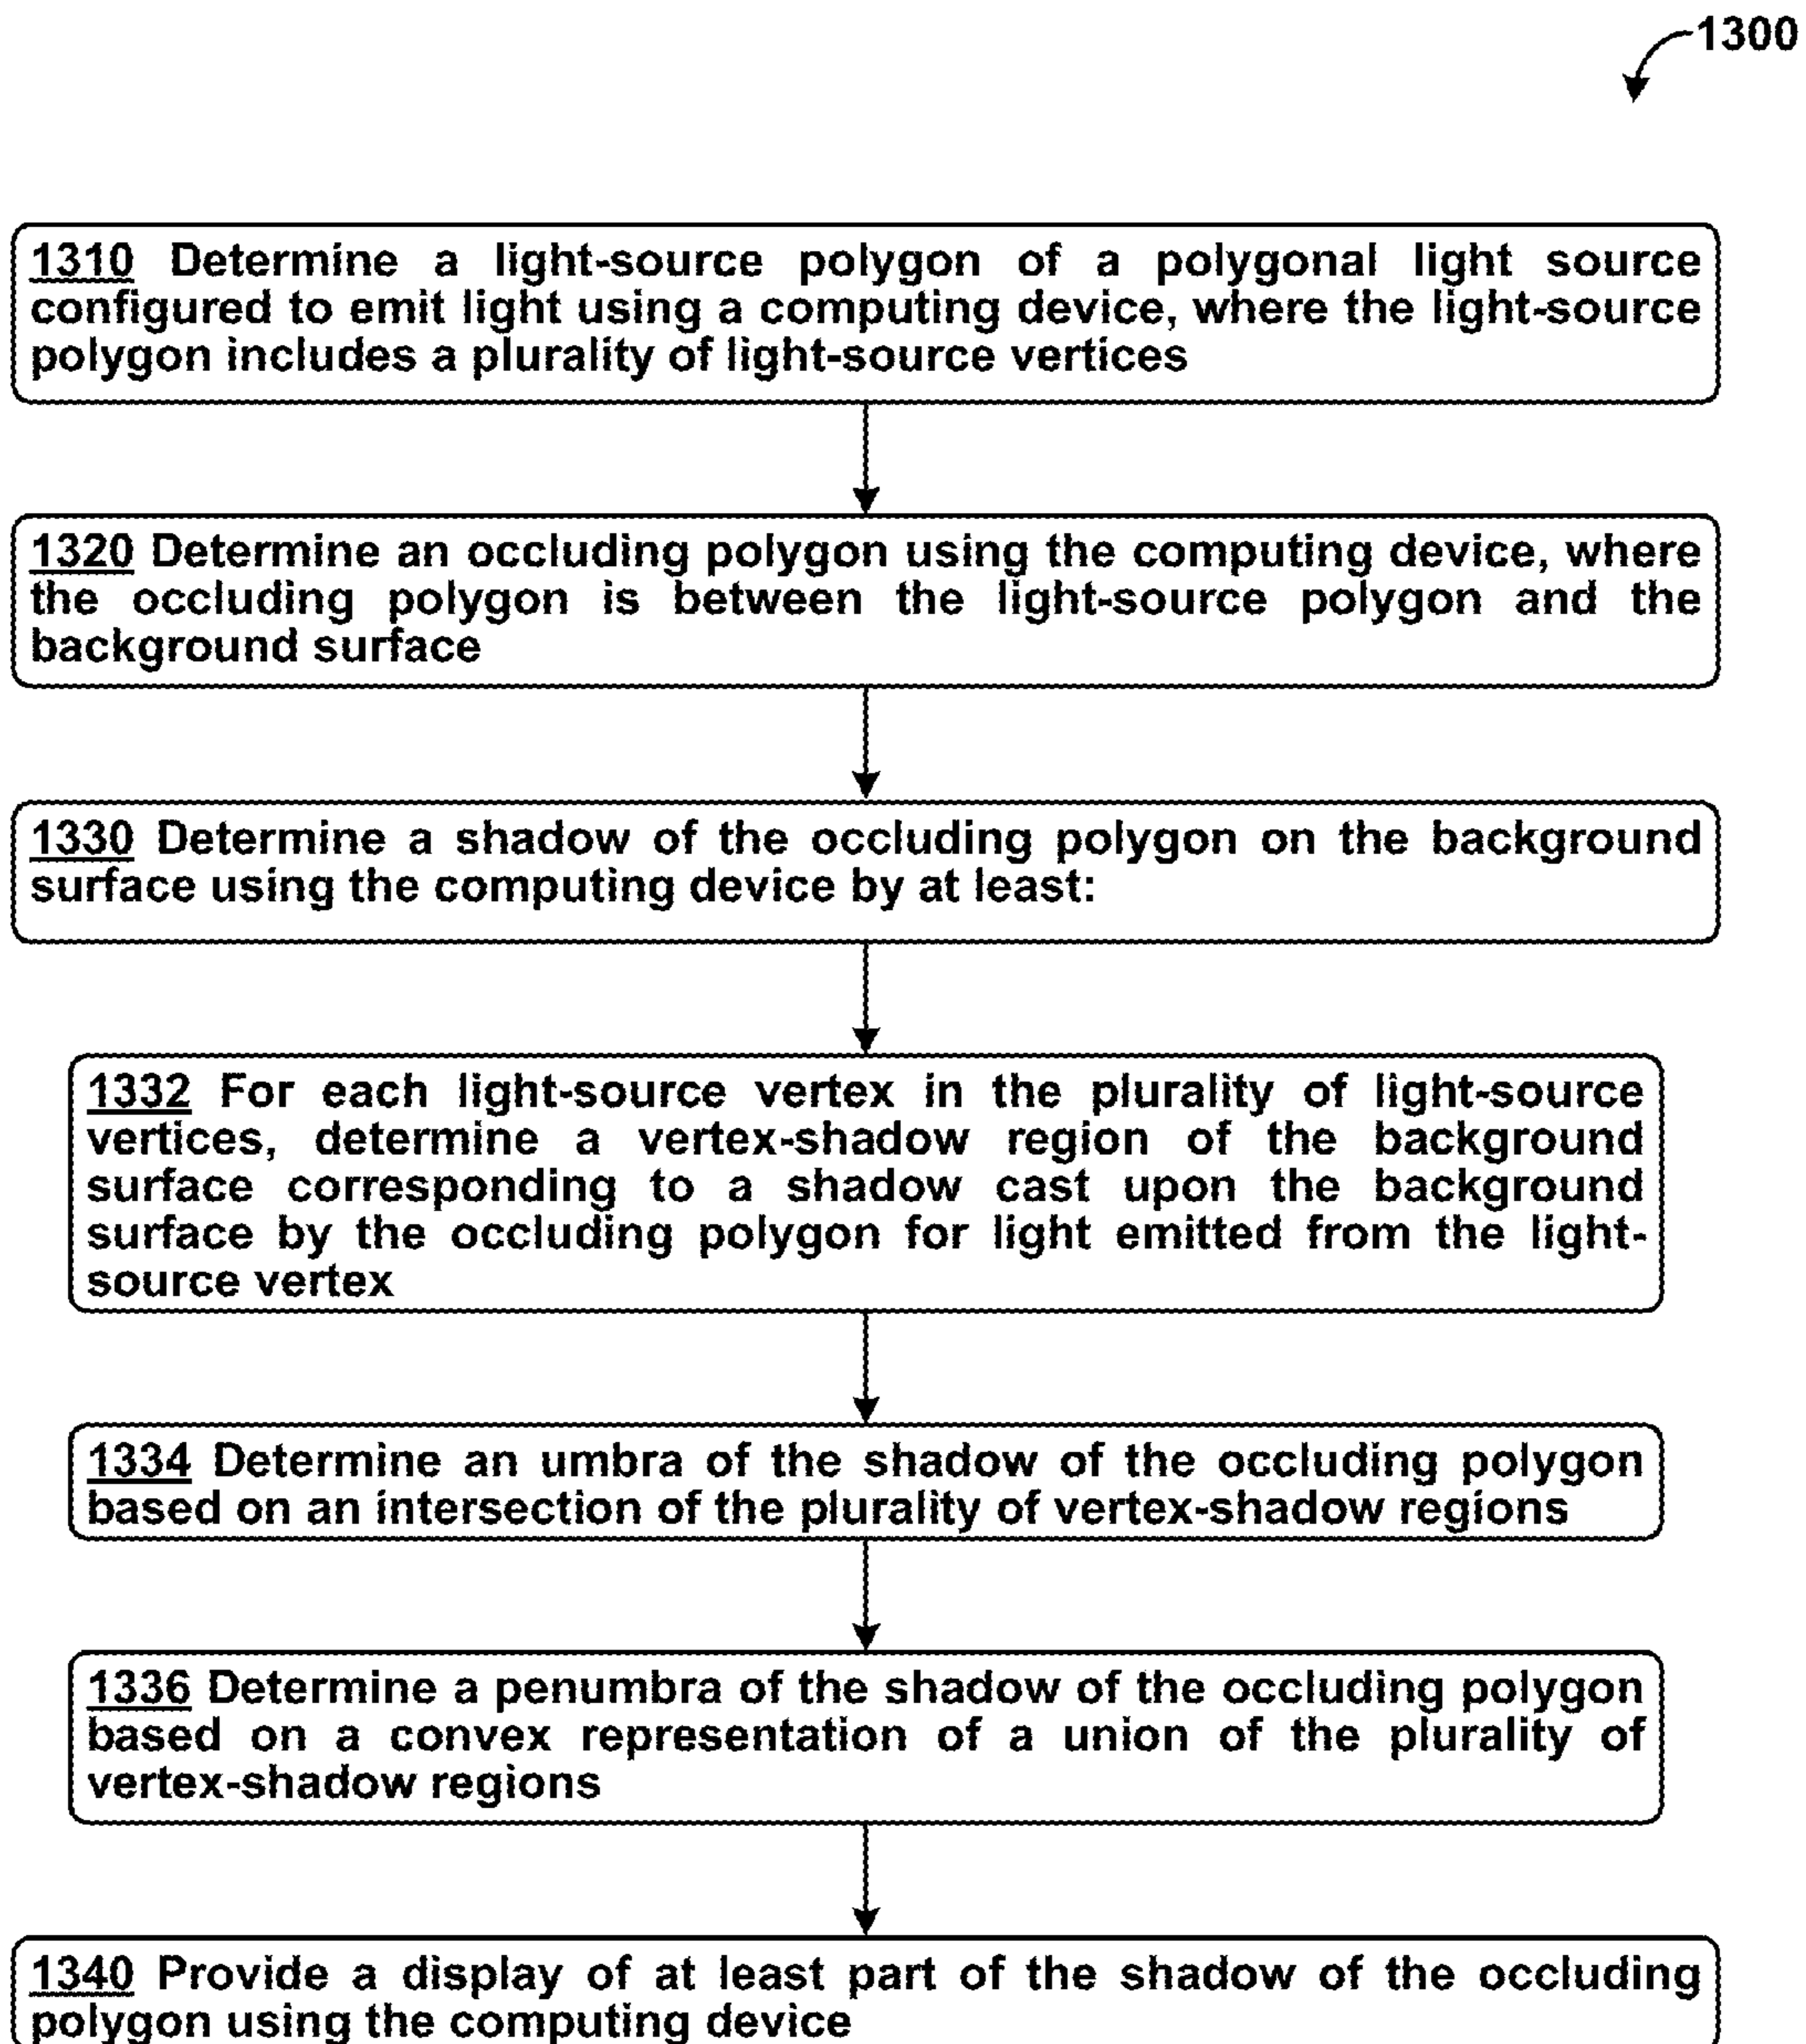 1300
1310 Determine a light-source polygon of a polygonal light source
configured to emit light using a computing device, where the light-source
polygon includes a plurality of light-source vertices
1320 Determine an occluding polygon using the computing device, where
the occluding polygon is between the light-source polygon and the
background surface
1330 Determine a shadow of the occluding polygon on the background
surface using the computing device by at least:
1332 For each light-source vertex in the plurality of light-source
vertices, determine a vertex-shadow region of the background
surface corresponding to a shadow cast upon the background
surface by the occluding polygon for light emitted from the light-
source vertex
1334 Determine an umbra of the shadow of the occluding polygon
based on an intersection of the plurality of vertex-shadow regions
1336 Determine a penumbra of the shadow of the occluding polygon
based on a convex representation of a union of the plurality of
vertex-shadow regions
1340 Provide a display of at least part of the shadow of the occluding
polygon using the computing device